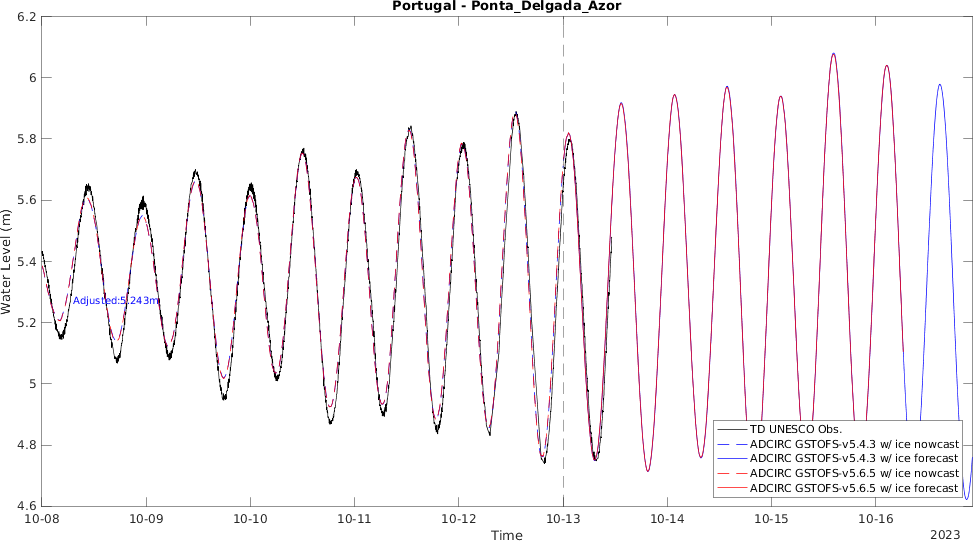 Portugal - Ponta_Delgada_Azor
6.2
6
5.8
5.6
5.4
5.2
5
4.8
4.6
Water Level (m)
Adjusted:5.243m
TD UNESCO Obs.
ADCIRC GSTOFS-v5.4.3 w/ ice nowcast
ADCIRC GSTOFS-v5.4.3 w/ ice forecast
ADCIRC GSTOFS-v5.6.5 w/ ice nowcast
ADCIRC GSTOFS-v5.6.5 w/ ice forecast
10-08
10-09
10-10
10-11
10-12
10-13
10-14
10-15
10-16
Time
2023